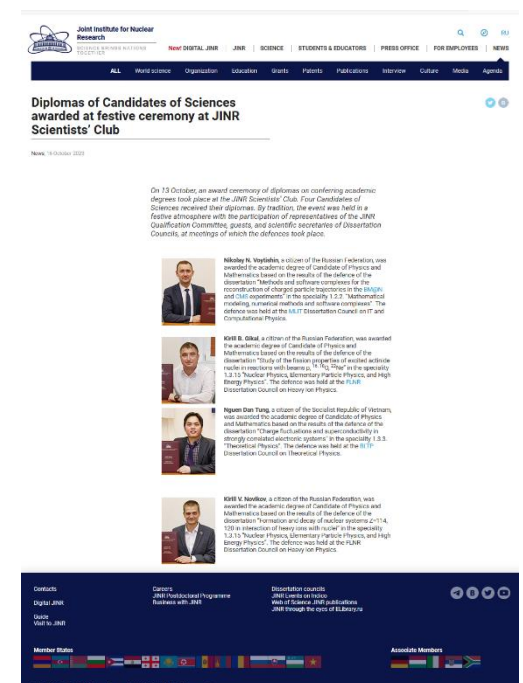 Joint Institute for Nuclear
Research
SCIENCE BRINGS NATIONS
TOGETHER
RU
New! DIGITAL JINR
JINR
SCIENCE
STUDENTS & EDUCATORS
PRESS OFFICE
FOR EMPLOYEES
NEWS
ALL
World science
Organization
Education
Grants
Patents
Publications
Interview
Culture
Media
Agenda
Diplomas of Candidates of Sciences
awarded at festive ceremony at JINR
Scientists' Club
News, 16 October 2023
On 13 October, an award ceremony of diplomas on conferring academic
degrees took place at the JINR Scientists' Club. Four Candidates of
Sciences received their diplomas. By tradition, the event was held in a
festive atmosphere with the participation of representatives of the JINR
Qualification Committee, guests, and scientific secretaries of Dissertation
Councils, at meetings of which the defences took place.
Nikolay N. Voytishin, a citizen of the Russian Federation, was
awarded the academic degree of Candidate of Physics and
Mathematics based on the results of the defence of the
dissertation "Methods and software complexes for the
reconstruction of charged particle trajectories in the BM@N
and CMS experiments" in the speciality 1.2.2. "Mathematical
modeling, numerical methods and software complexes". The
defence was held at the MLIT Dissertation Council on IT and
Computational Physics.
Kirill B. Gikal, a citizen of the Russian Federation, was awarded
the academic degree of Candidate of Physics and
Mathematics based on the results of the defence of the
dissertation "Study of the fission properties of excited actinide
nuclei in reactions with beams p, ¹⁶,¹⁸O, ²²Ne" in the speciality
1.3.15 "Nuclear Physics, Elementary Particle Physics, and High
Energy Physics". The defence was held at the FLNR
Dissertation Council on Heavy Ion Physics.
Nguen Dan Tung, a citizen of the Socialist Republic of Vietnam,
was awarded the academic degree of Candidate of Physics
and Mathematics based on the results of the defence of the
dissertation "Charge fluctuations and superconductivity in
strongly correlated electronic systems" in the speciality 1.3.3.
"Theoretical Physics". The defence was held at the BLTP
Dissertation Council on Theoretical Physics.
Kirill V. Novikov, a citizen of the Russian Federation, was
awarded the academic degree of Candidate of Physics and
Mathematics based on the results of the defence of the
dissertation "Formation and decay of nuclear systems Z=114,
120 in interaction of heavy ions with nuclei" in the speciality
1.3.15 "Nuclear Physics, Elementary Particle Physics, and High
Energy Physics". The defence was held at the FLNR
Dissertation Council on Heavy Ion Physics.
Contacts
Digital JINR
Guide
Visit to JINR
Careers
JINR Postdoctoral Programme
Business with JINR
Dissertation councils
JINR Events on Indico
Web of Science JINR publications
JINR through the eyes of ELibrary.ru
Member States
Associate Members